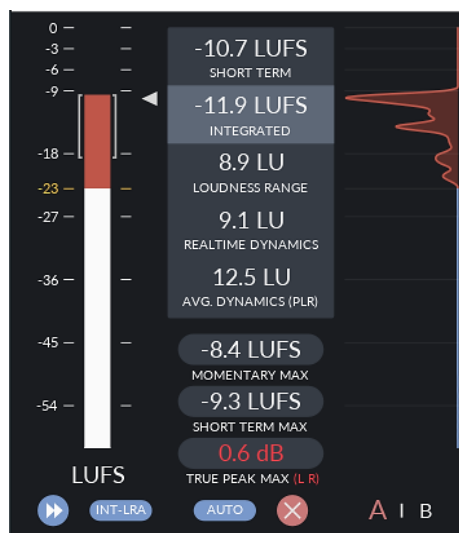 0
-3
-6
-9
-18
-23
-27
-36
-45
-54
LUFS
INT-LRA
-10.7 LUFS
SHORT TERM
-11.9 LUFS
INTEGRATED
8.9 LU
LOUDNESS RANGE
9.1 LU
REALTIME DYNAMICS
12.5 LU
AVG. DYNAMICS (PLR)
-8.4 LUFS
MOMENTARY MAX
-9.3 LUFS
SHORT TERM MAX
0.6 dB
TRUE PEAK MAX (L R)
AUTO
A I B